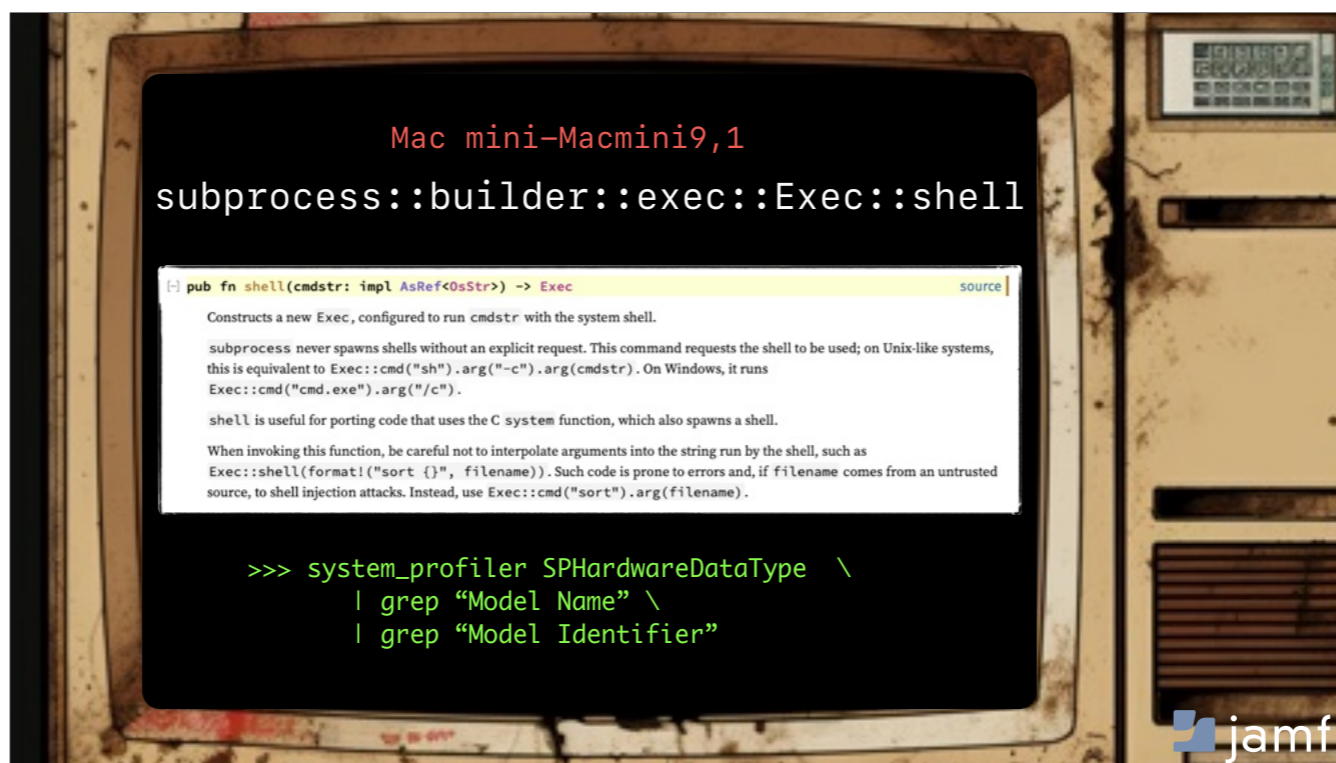 Mac mini–Macmini9,1
subprocess::builder::exec::Exec::shell
[-] pub fn shell(cmdstr: impl AsRef<OsStr>) -> Exec source
Constructs a new Exec, configured to run cmdstr with the system shell.
subprocess never spawns shells without an explicit request. This command requests the shell to be used; on Unix-like systems,
this is equivalent to Exec::cmd("sh").arg("-c").arg(cmdstr). On Windows, it runs
Exec::cmd("cmd.exe").arg("/c").
shell is useful for porting code that uses the C system function, which also spawns a shell.
When invoking this function, be careful not to interpolate arguments into the string run by the shell, such as
Exec::shell(format!("sort {}", filename)). Such code is prone to errors and, if filename comes from an untrusted
source, to shell injection attacks. Instead, use Exec::cmd("sort").arg(filename).
>>> system_profiler SPHardwareDataType \
| grep “Model Name” \
| grep “Model Identifier”
jamf